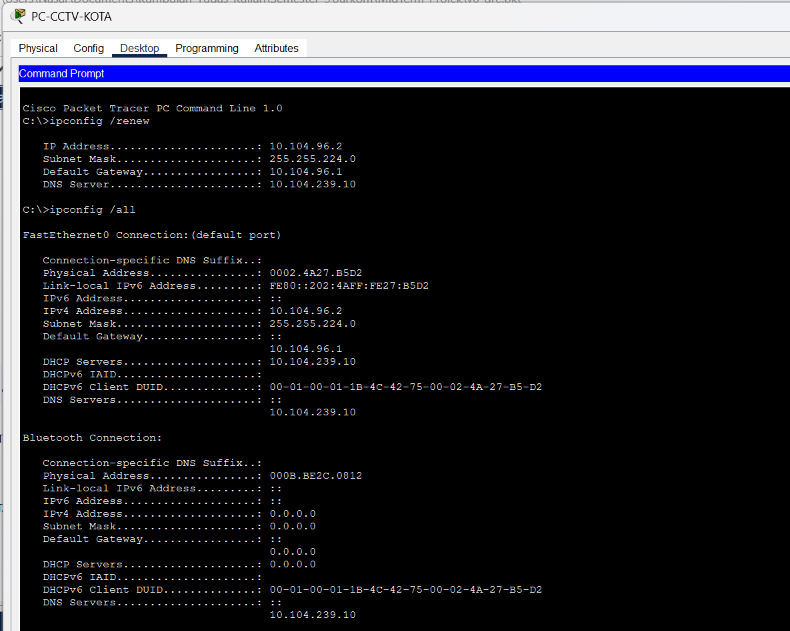 PC-CCTV-KOTA
Physical Config Desktop Programming Attributes
Command Prompt
Cisco Packet Tracer PC Command Line 1.0
C:\>ipconfig /renew
IP Address......................: 10.104.96.2
Subnet Mask.....................: 255.255.224.0
Default Gateway.................: 10.104.96.1
DNS Server......................: 10.104.239.10
C:\>ipconfig /all
FastEthernet0 Connection:(default port)
Connection-specific DNS Suffix..:
Physical Address................: 0002.4A27.B5D2
Link-local IPv6 Address.........: FE80::202:4AFF:FE27:B5D2
IPv6 Address....................: ::
IPv4 Address....................: 10.104.96.2
Subnet Mask.....................: 255.255.224.0
Default Gateway.................: ::
10.104.96.1
DHCP Servers....................: 10.104.239.10
DHCPv6 IAID.....................:
DHCPv6 Client DUID..............: 00-01-00-01-1B-4C-42-75-00-02-4A-27-B5-D2
DNS Servers.....................: ::
10.104.239.10
Bluetooth Connection:
Connection-specific DNS Suffix..:
Physical Address................: 000B.BE2C.0812
Link-local IPv6 Address.........: ::
IPv6 Address....................: ::
IPv4 Address....................: 0.0.0.0
Subnet Mask.....................: 0.0.0.0
Default Gateway.................: ::
0.0.0.0
DHCP Servers....................: 0.0.0.0
DHCPv6 IAID.....................:
DHCPv6 Client DUID..............: 00-01-00-01-1B-4C-42-75-00-02-4A-27-B5-D2
DNS Servers.....................: ::
10.104.239.10